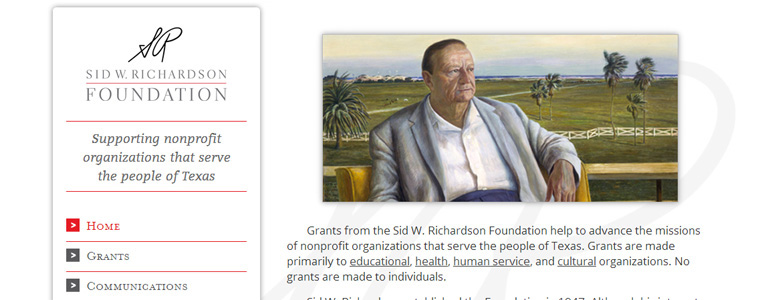 SR
SID W. RICHARDSON
FOUNDATION
Supporting nonprofit
organizations that serve
the people of Texas
> HOME
> GRANTS
> COMMUNICATIONS
Grants from the Sid W. Richardson Foundation help to advance the missions
of nonprofit organizations that serve the people of Texas. Grants are made
primarily to educational, health, human service, and cultural organizations. No
grants are made to individuals.